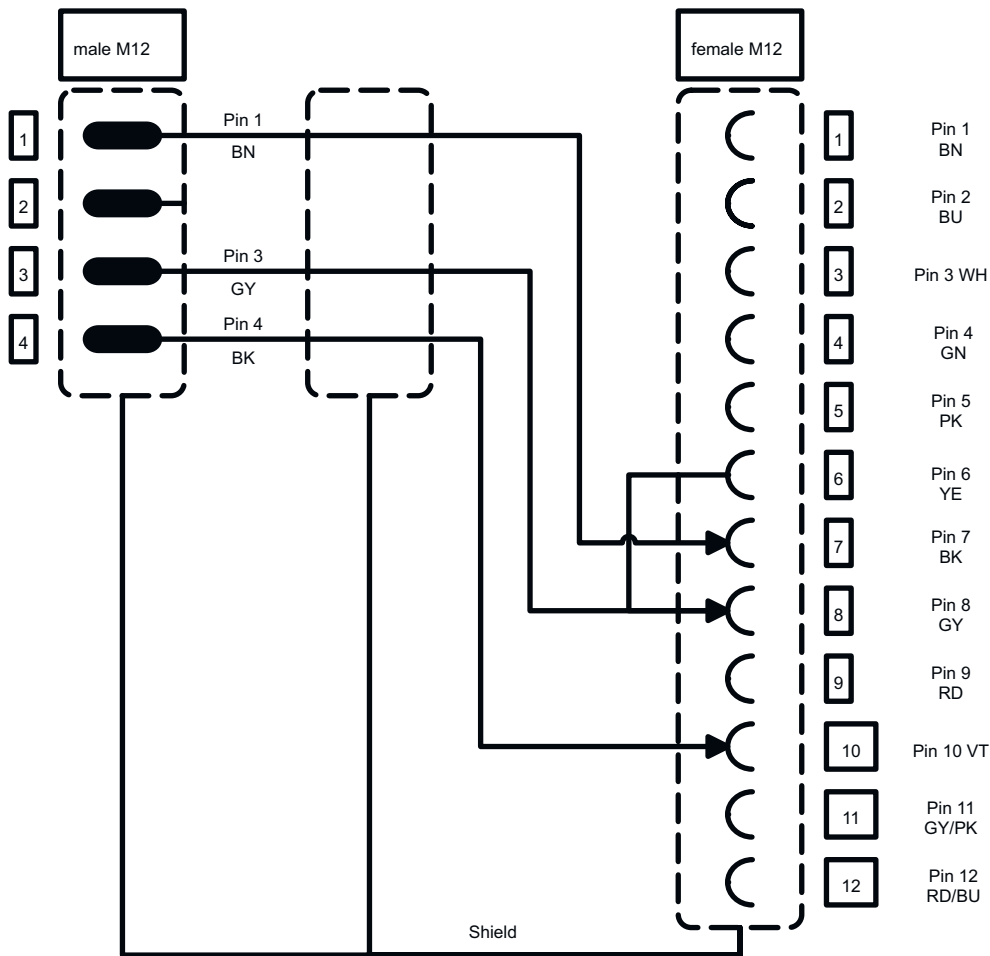 male M12
female M12
1
Pin 1
BN
1
Pin 1
BN
2
2
Pin 2
BU
3
Pin 3
GY
3
Pin 3 WH
4
Pin 4
BK
4
Pin 4
GN
5
Pin 5
PK
6
Pin 6
YE
7
Pin 7
BK
8
Pin 8
GY
9
Pin 9
RD
10
Pin 10 VT
11
Pin 11
GY/PK
12
Pin 12
RD/BU
Shield